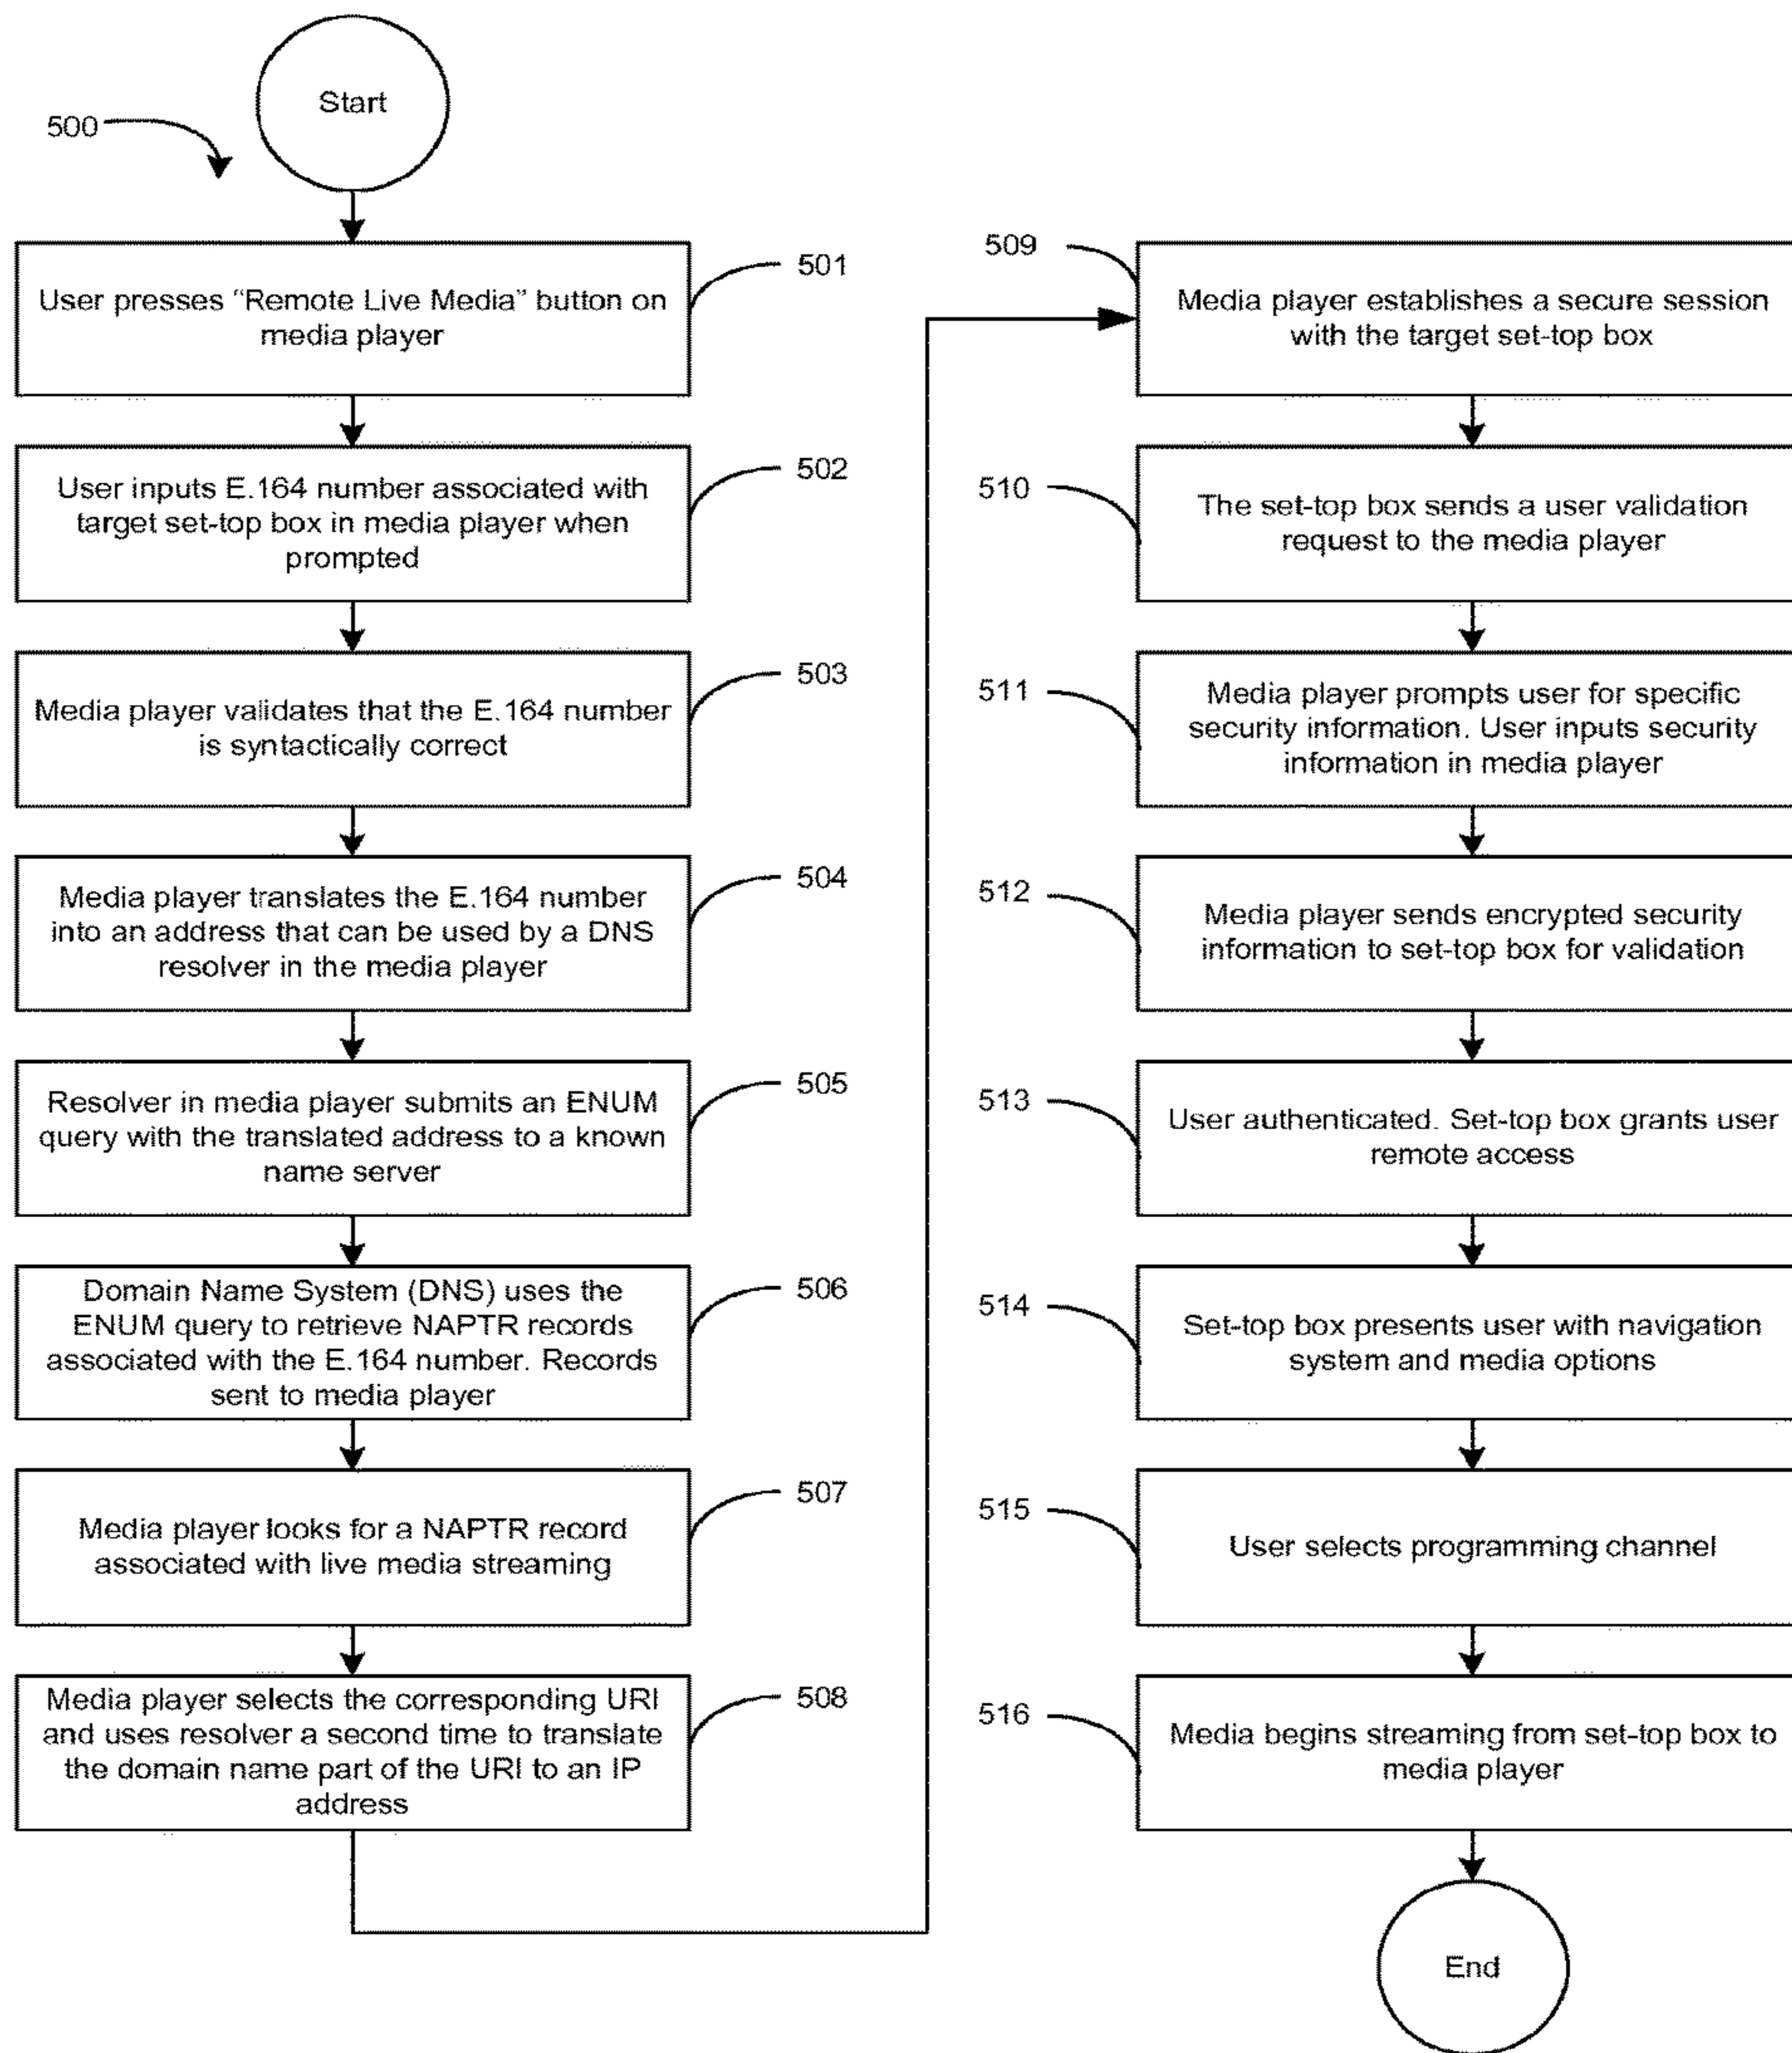 Start
500
User presses “Remote Live Media” button on
media player
501
User inputs E.164 number associated with
target set-top box in media player when
prompted
502
Media player validates that the E.164 number
is syntactically correct
503
Media player translates the E.164 number
into an address that can be used by a DNS
resolver in the media player
504
Resolver in media player submits an ENUM
query with the translated address to a known
name server
505
Domain Name System (DNS) uses the
ENUM query to retrieve NAPTR records
associated with the E.164 number. Records
sent to media player
506
Media player looks for a NAPTR record
associated with live media streaming
507
Media player selects the corresponding URI
and uses resolver a second time to translate
the domain name part of the URI to an IP
address
508
509
Media player establishes a secure session
with the target set-top box
510
The set-top box sends a user validation
request to the media player
511
Media player prompts user for specific
security information. User inputs security
information in media player
512
Media player sends encrypted security
information to set-top box for validation
513
User authenticated. Set-top box grants user
remote access
514
Set-top box presents user with navigation
system and media options
515
User selects programming channel
516
Media begins streaming from set-top box to
media player
End